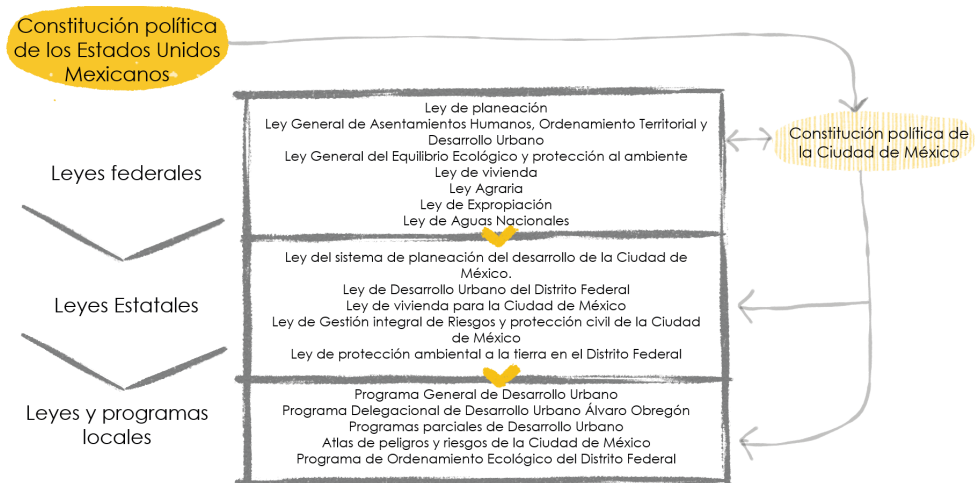 Constitución política
de los Estados Unidos
Mexicanos
Constitución política de
la Ciudad de México
Leyes federales
Ley de planeación
Ley General de Asentamientos Humanos, Ordenamiento Territorial y
Desarrollo Urbano
Ley General del Equilibrio Ecológico y protección al ambiente
Ley de vivienda
Ley Agraria
Ley de Expropiación
Ley de Aguas Nacionales
Leyes Estatales
Ley del sistema de planeación del desarrollo de la Ciudad de
México.
Ley de Desarrollo Urbano del Distrito Federal
Ley de vivienda para la Ciudad de México
Ley de Gestión integral de Riesgos y protección civil de la Ciudad
de México
Ley de protección ambiental a la tierra en el Distrito Federal
Leyes y programas
locales
Programa General de Desarrollo Urbano
Programa Delegacional de Desarrollo Urbano Álvaro Obregón
Programas parciales de Desarrollo Urbano
Atlas de peligros y riesgos de la Ciudad de México
Programa de Ordenamiento Ecológico del Distrito Federal